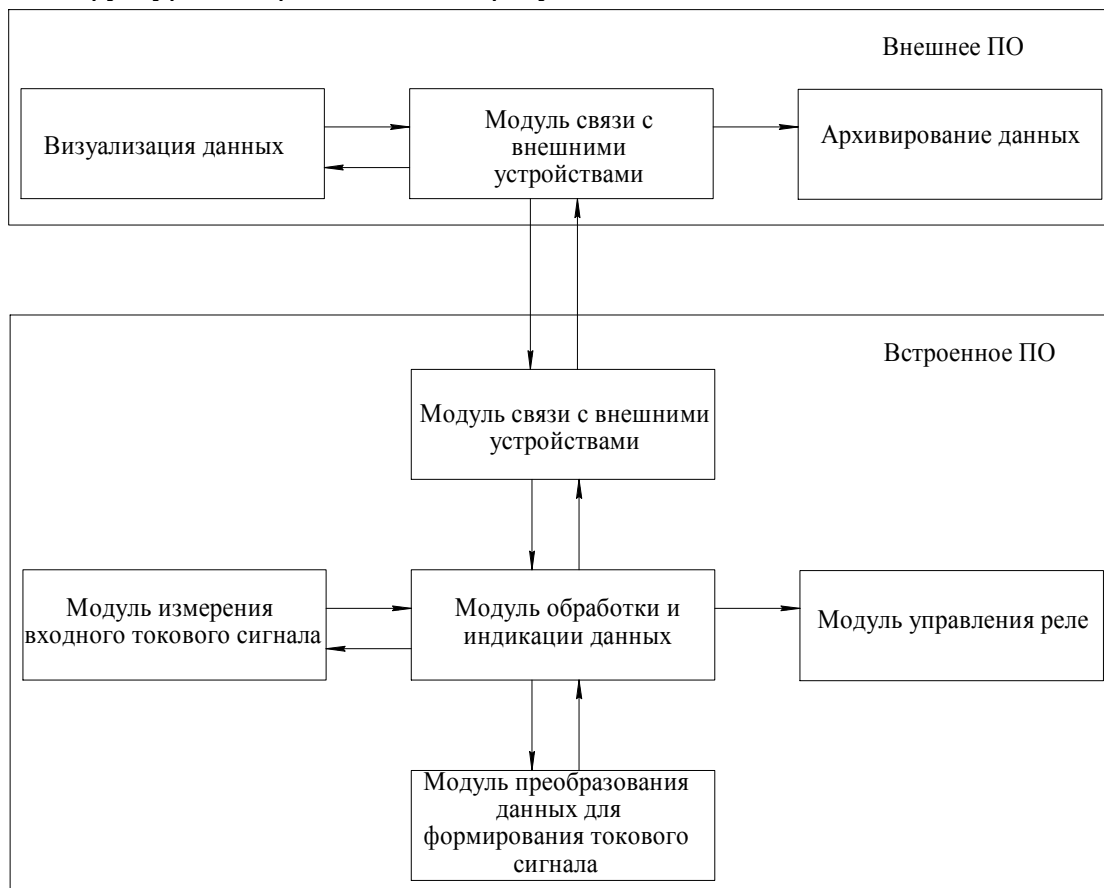 Внешнее ПО
Визуализация данных
Модуль связи с
внешними
устройствами
Архивирование данных
Встроенное ПО
Модуль связи с внешними
устройствами
Модуль измерения
входного токового сигнала
Модуль обработки и
индикации данных
Модуль управления реле
Модуль преобразования
данных для
формирования токового
сигнала